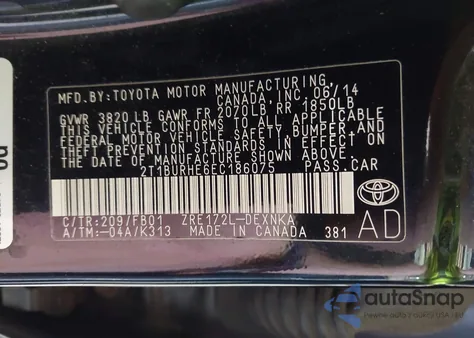 MFD.BY:TOYOTA MOTOR MANUFACTURING,
CANADA, INC. 06/14
GVWR 3820 LB GAWR FR 2070LB RR 1850LB
THIS VEHICLE CONFORMS TO ALL APPLICABLE
FEDERAL MOTOR VEHICLE SAFETY, BUMPER, AND
THEFT PREVENTION STANDARDS IN EFFECT ON
THE DATE OF MANUFACTURE SHOWN ABOVE.
2T1BURHE6EC186075 PASS.CAR
C/TR:209/FB01 ZRE172L-DEXNKA
A/TM:-04A/K313 MADE IN CANADA 381
AD
TOYOTA
autoSnap